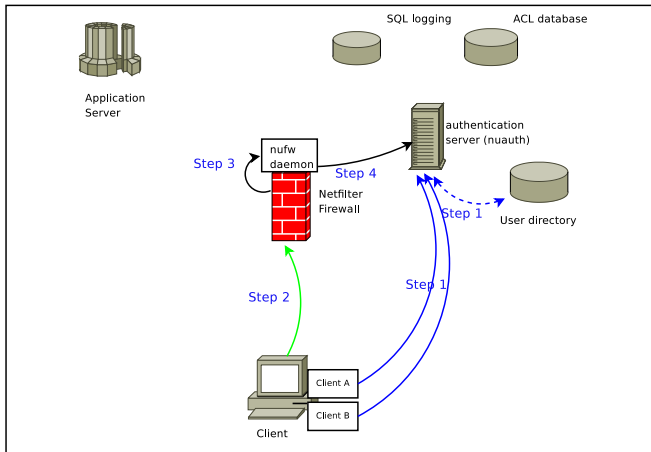 SQL logging
ACL database
Application
Server
authentication
server (nuauth)
nufw
daemon
Step 3
Step 4
Netfilter
Firewall
Step 1
User directory
Step 1
Step 2
Client A
Client B
Client